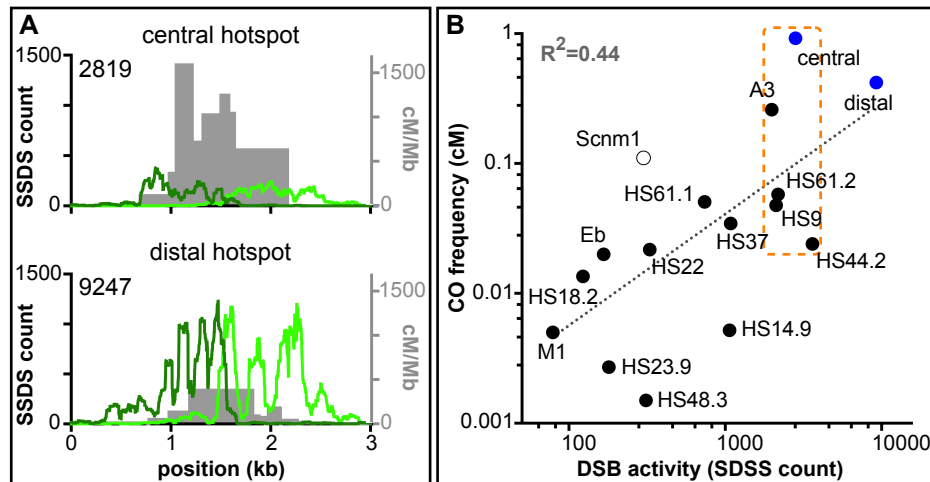 A
central hotspot
1500
2819
1500
SSDS count
cM/Mb
0
0
distal hotspot
1500
9247
1500
SSDS count
cM/Mb
0
0
0
1
2
3
position (kb)
B
1
R²=0.44
central
A3
distal
0.1
Scnm1
HS61.1
HS61.2
HS9
HS37
Eb
HS22
HS44.2
HS18.2
0.01
M1
HS14.9
HS23.9
HS48.3
0.001
CO frequency (cM)
100
1000
10000
DSB activity (SDSS count)